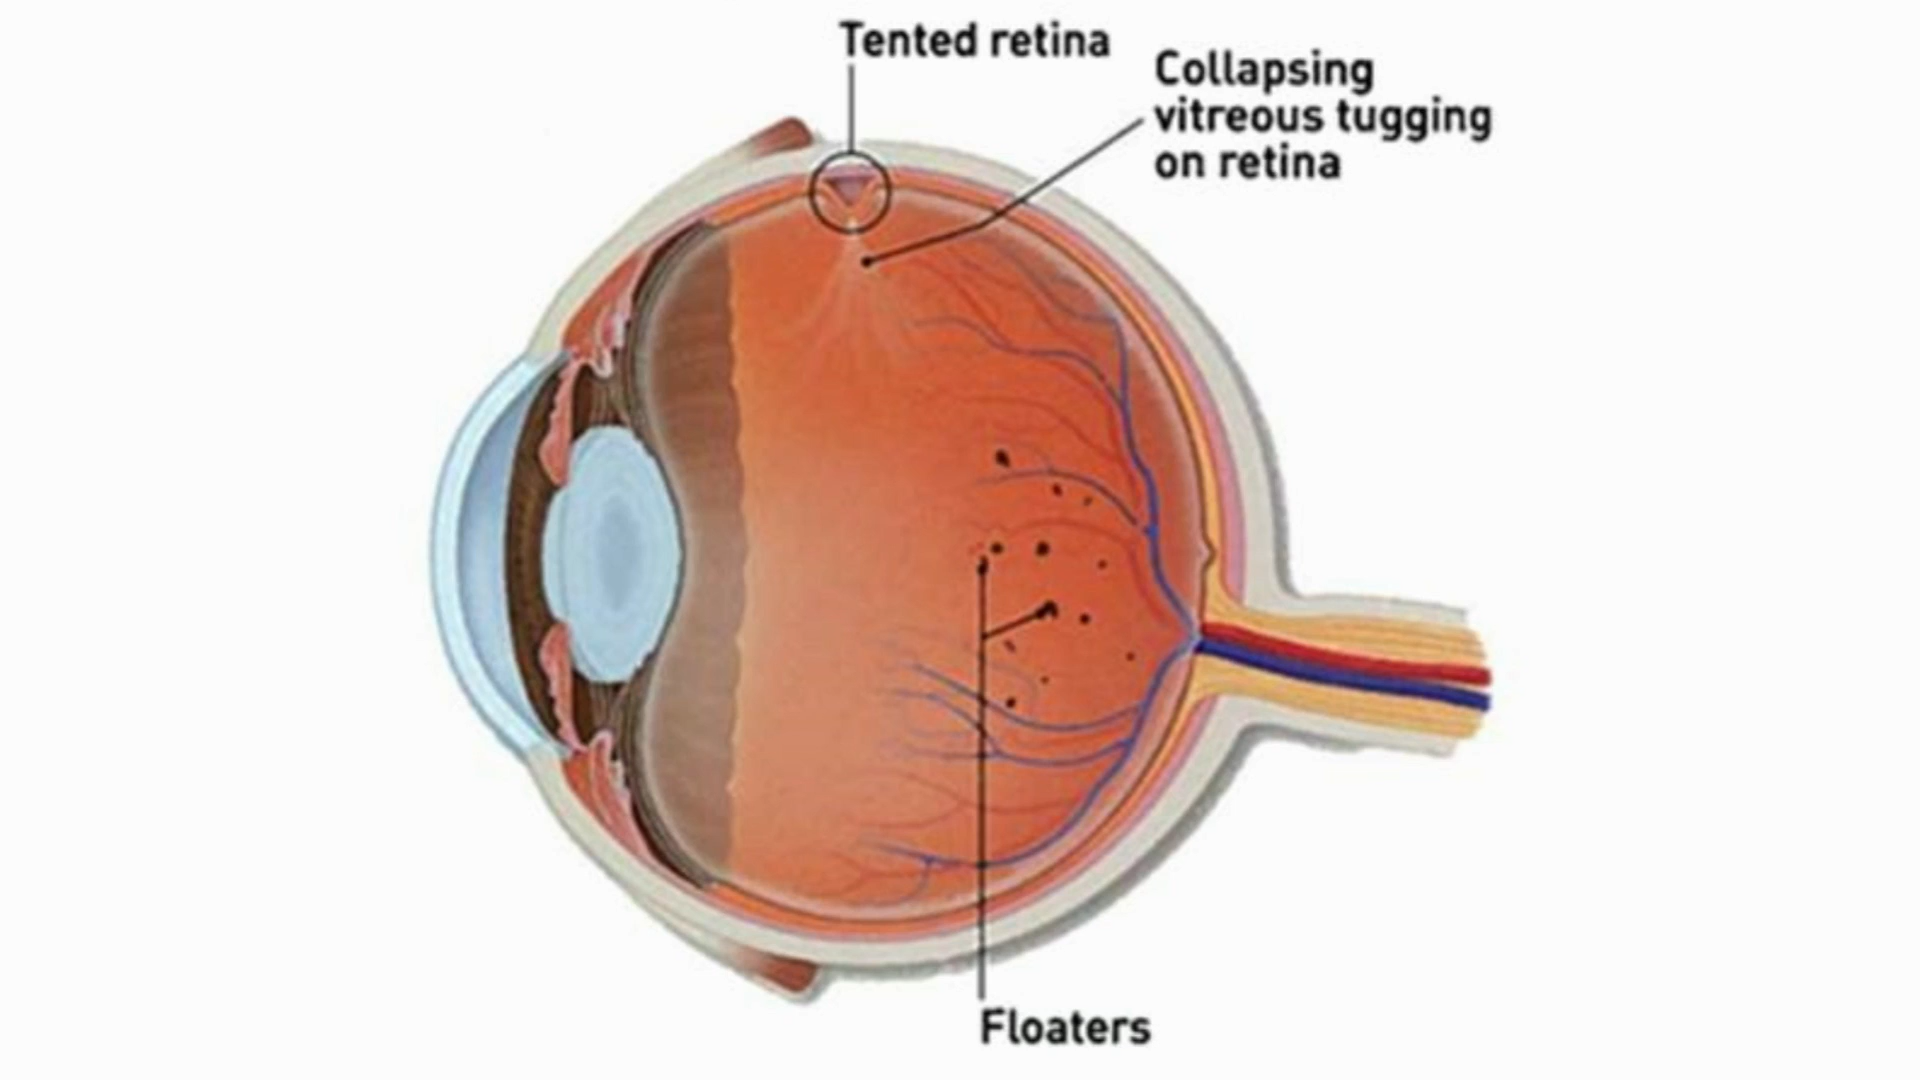 Tented retina
Collapsing
vitreous tugging
on retina
Floaters